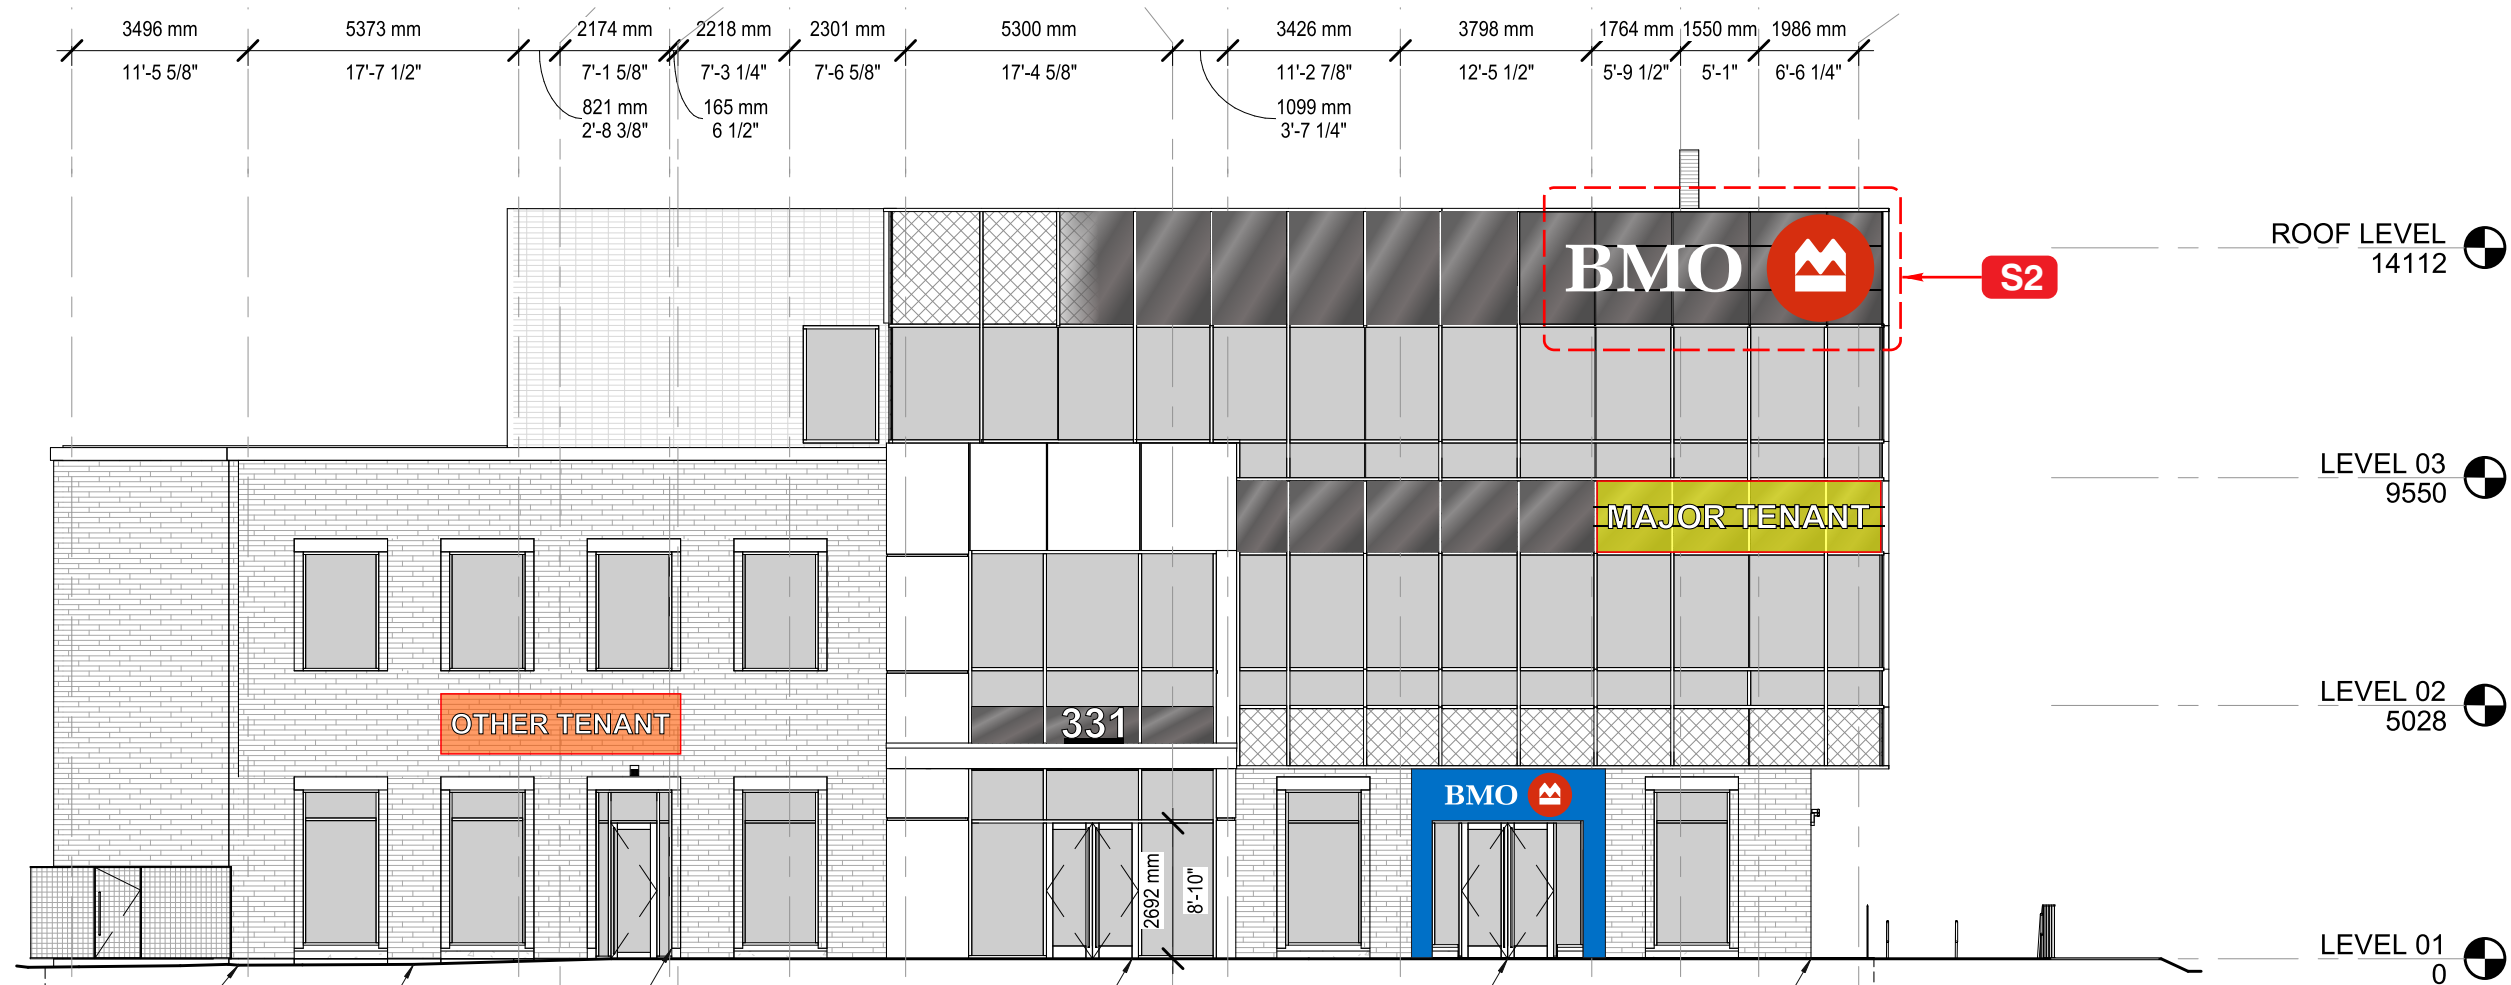 3496 mm 5373 mm 2174 mm 2218 mm 2301 mm 5300 mm 3426 mm 3798 mm 1764 mm 1550 mm 1986 mm
11'-5 5/8" 17'-7 1/2" 7'-1 5/8" 7'-3 1/4" 7'-6 5/8" 17'-4 5/8" 11'-2 7/8" 12'-5 1/2" 5'-9 1/2" 5'-1" 6'-6 1/4"
821 mm 165 mm 1099 mm
2'-8 3/8" 6 1/2" 3'-7 1/4"
ROOF LEVEL
14112
BMO
S2
LEVEL 03
9550
MAJOR TENANT
LEVEL 02
5028
OTHER TENANT
331
BMO
2692 mm
8'-10"
LEVEL 01
0